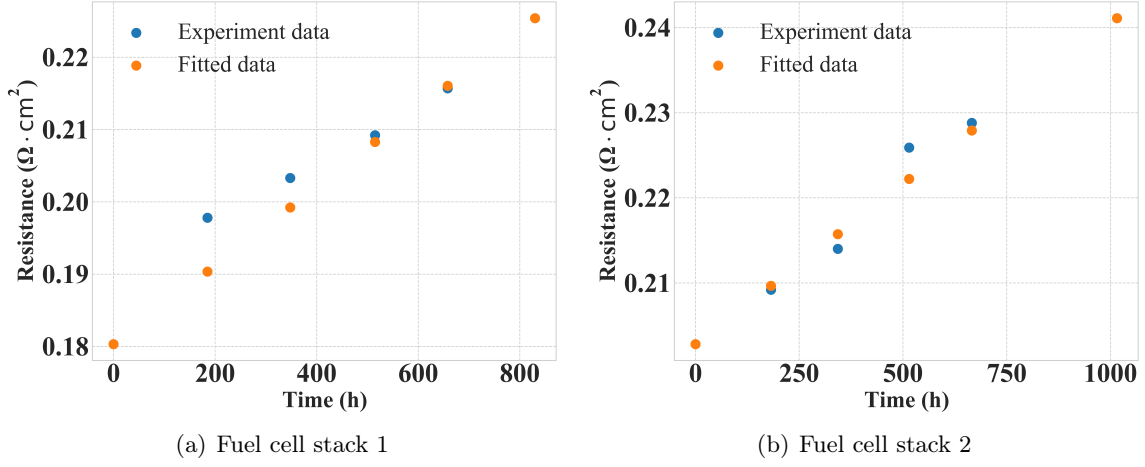 Experiment data
Fitted data
0.22
0.21
0.20
0.19
0.18
Resistance (Ω · cm²)
0 200 400 600 800
Time (h)
(a) Fuel cell stack 1
Experiment data
Fitted data
0.24
0.23
0.22
0.21
Resistance (Ω · cm²)
0 250 500 750 1000
Time (h)
(b) Fuel cell stack 2